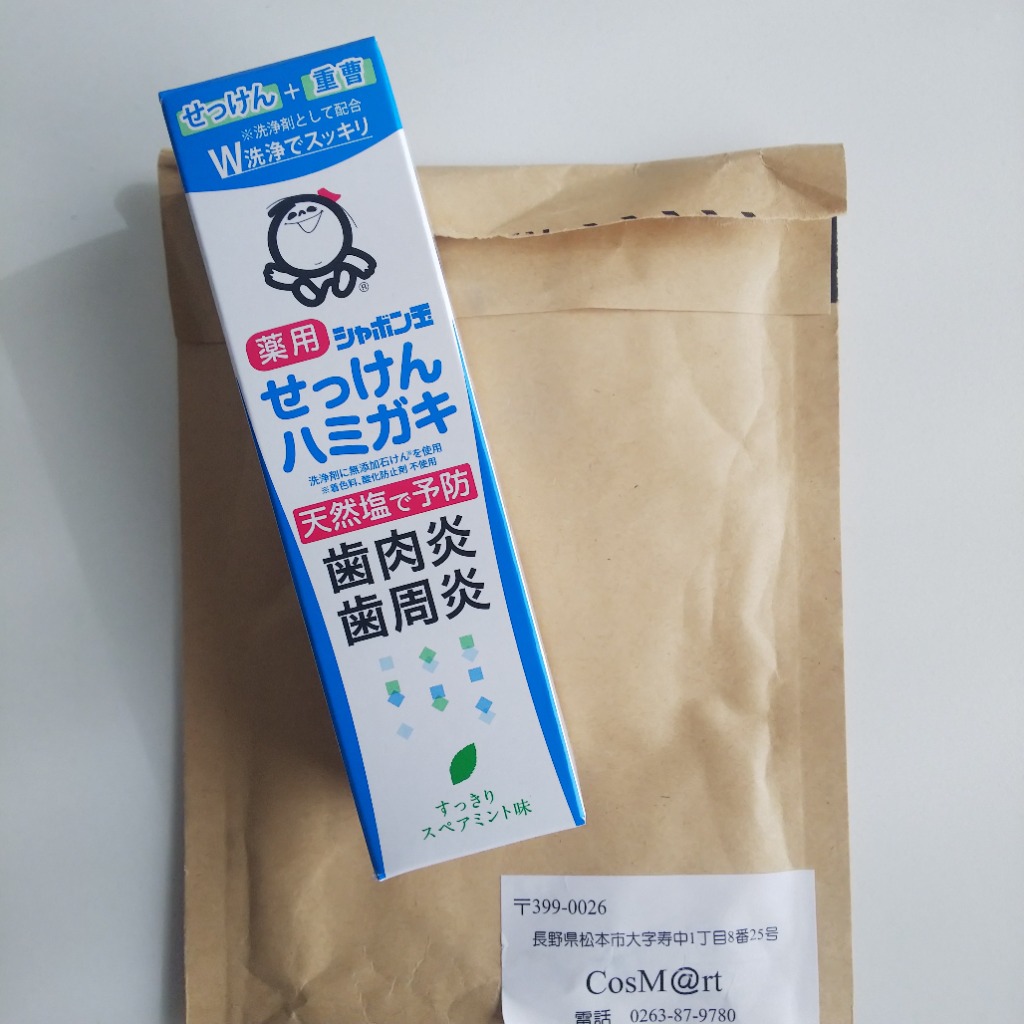 せっけん + 重曹
※洗浄剤として配合
W洗浄でスッキリ
®
薬用 シャボン玉
せっけん
ハミガキ
洗浄剤に無添加石けん※を使用
※着色料、酸化防止剤 不使用
天然塩で予防
歯肉炎
歯周炎
すっきり
スペアミント味
〒399-0026
長野県松本市大字寿中1丁目8番25号
CosM@rt
電話 0263-87-9780